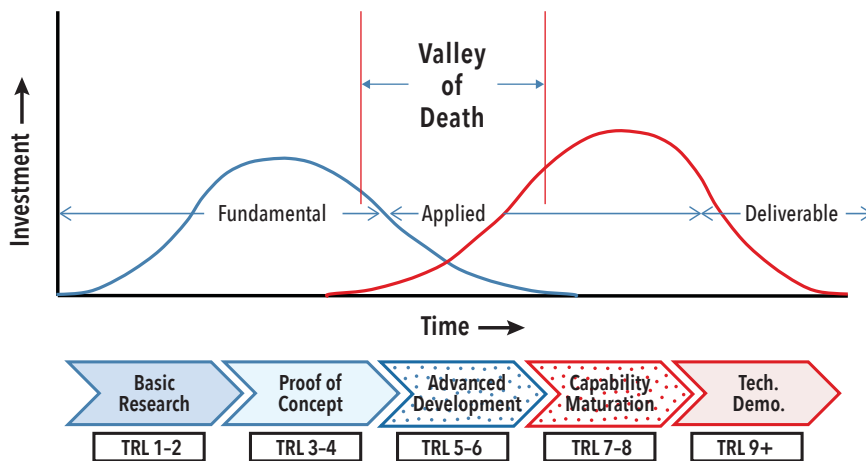 Valley
of
Death
Investment
Fundamental
Applied
Deliverable
Time
Basic
Research
Proof of
Concept
Advanced
Development
Capability
Maturation
Tech.
Demo.
TRL 1–2
TRL 3–4
TRL 5–6
TRL 7–8
TRL 9+